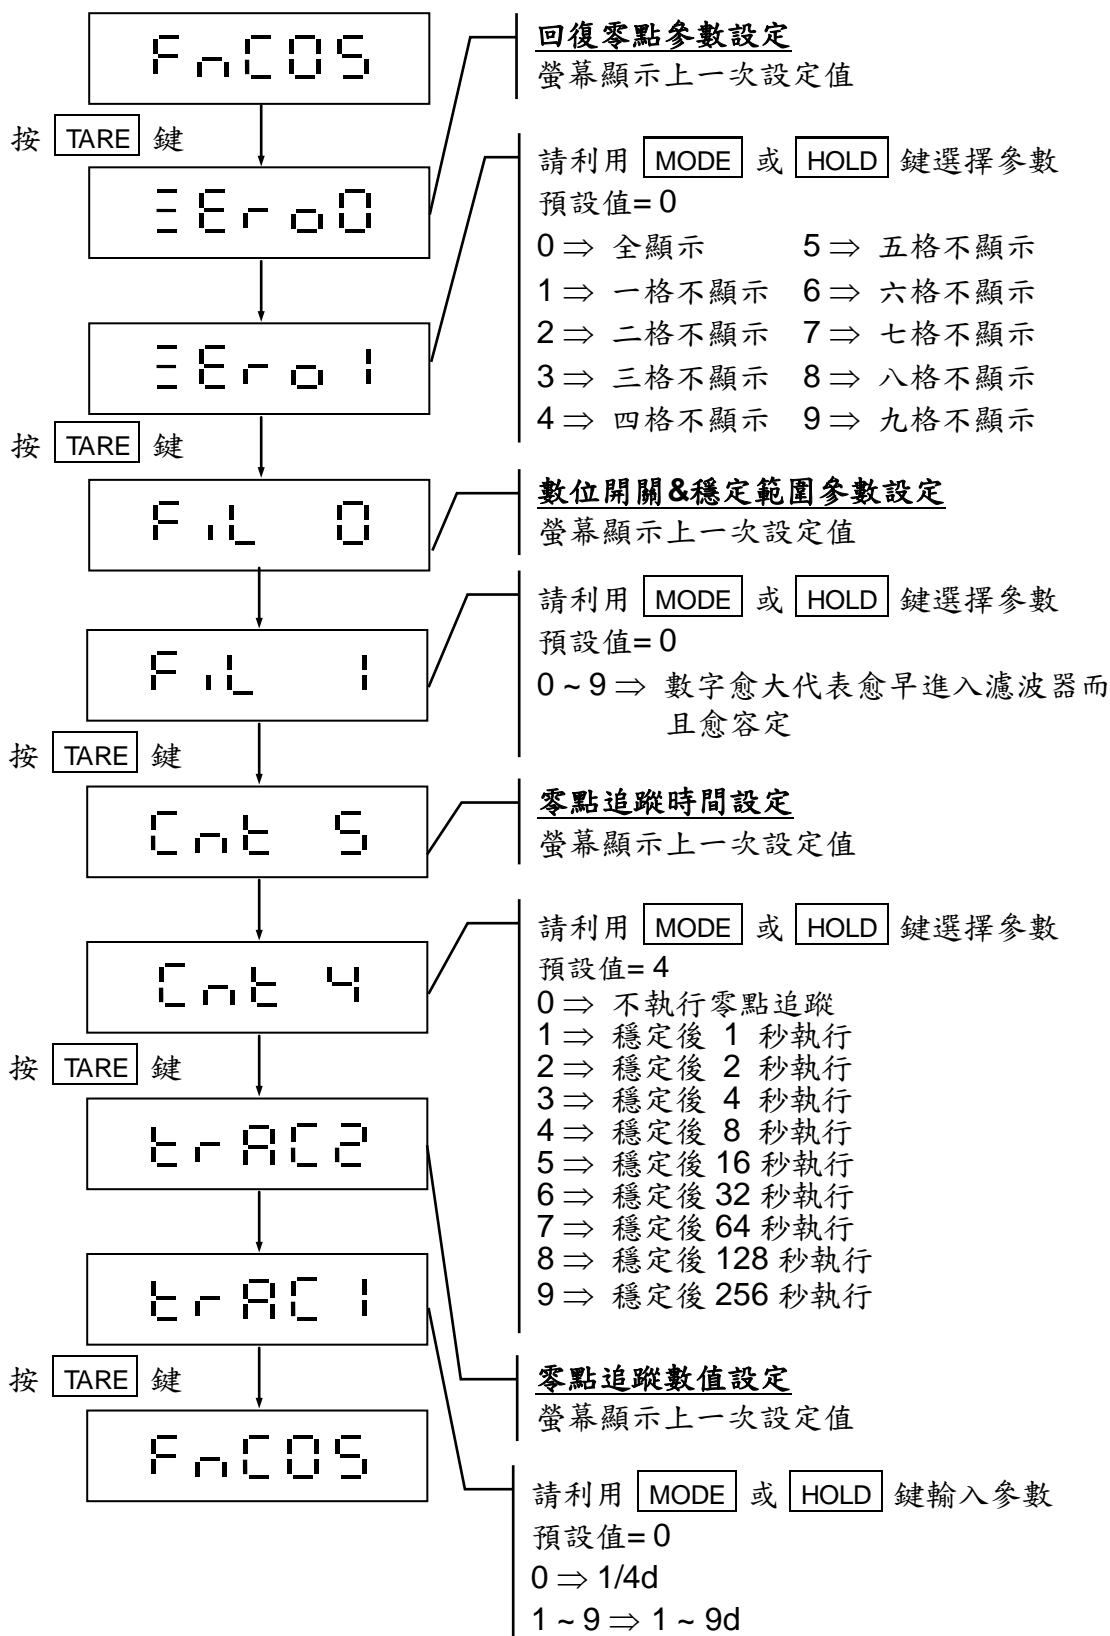 FnC05
回復零點參數設定
螢幕顯示上一次設定值
按 TARE 鍵
ZEro0
請利用 MODE 或 HOLD 鍵選擇參數
預設值= 0
0 ⇒ 全顯示 5 ⇒ 五格不顯示
1 ⇒ 一格不顯示 6 ⇒ 六格不顯示
2 ⇒ 二格不顯示 7 ⇒ 七格不顯示
3 ⇒ 三格不顯示 8 ⇒ 八格不顯示
4 ⇒ 四格不顯示 9 ⇒ 九格不顯示
ZEro1
按 TARE 鍵
FiL 0
數位開關&穩定範圍參數設定
螢幕顯示上一次設定值
FiL 1
請利用 MODE 或 HOLD 鍵選擇參數
預設值= 0
0 ~ 9 ⇒ 數字愈大代表愈早進入濾波器而
且愈容定
按 TARE 鍵
Cnt 5
零點追蹤時間設定
螢幕顯示上一次設定值
Cnt 4
請利用 MODE 或 HOLD 鍵選擇參數
預設值= 4
0 ⇒ 不執行零點追蹤
1 ⇒ 穩定後 1 秒執行
2 ⇒ 穩定後 2 秒執行
3 ⇒ 穩定後 4 秒執行
4 ⇒ 穩定後 8 秒執行
5 ⇒ 穩定後 16 秒執行
6 ⇒ 穩定後 32 秒執行
7 ⇒ 穩定後 64 秒執行
8 ⇒ 穩定後 128 秒執行
9 ⇒ 穩定後 256 秒執行
按 TARE 鍵
trAC2
零點追蹤數值設定
螢幕顯示上一次設定值
trAC1
請利用 MODE 或 HOLD 鍵輸入參數
預設值= 0
0 ⇒ 1/4d
1 ~ 9 ⇒ 1 ~ 9d
按 TARE 鍵
FnC05